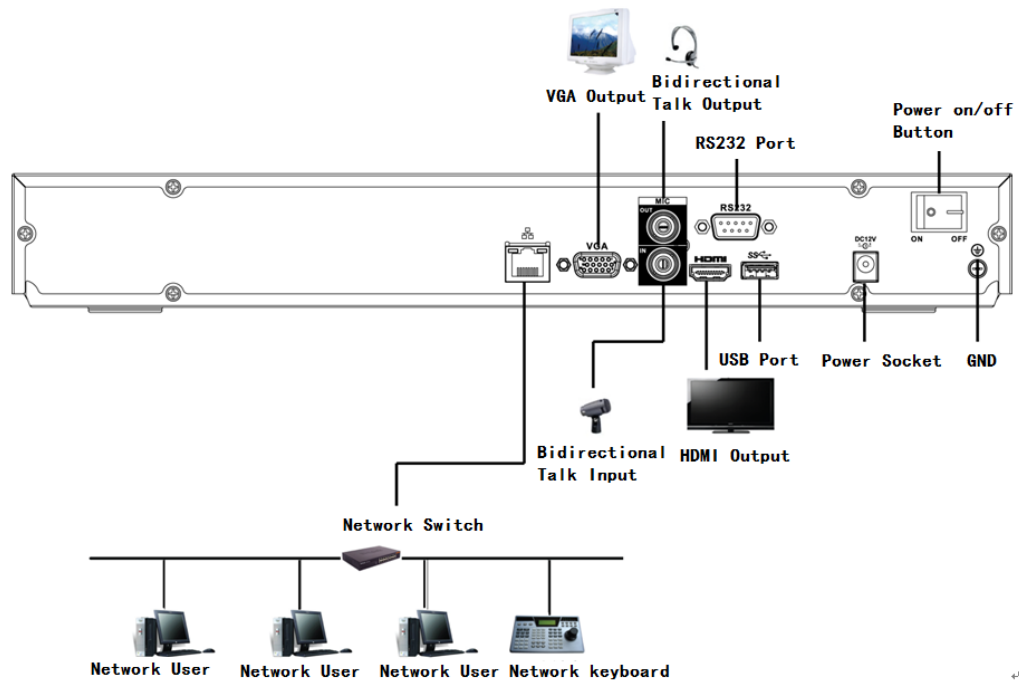 VGA Output
Bidirectional
Talk Output
RS232 Port
Power on/off
Button
MIC
OUT
IN
RS232
VGA
HDMI
SS
DC12V
ON
OFF
USB Port
Power Socket
GND
Bidirectional
Talk Input
HDMI Output
Network Switch
Network User
Network User
Network User
Network keyboard